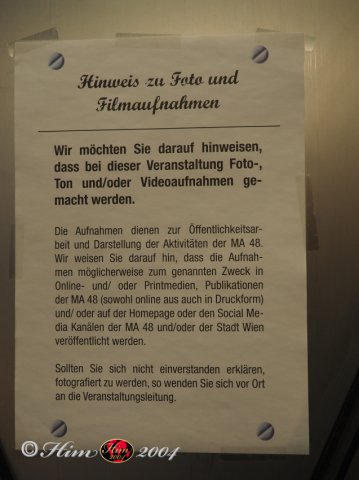 Hinweis zu Foto und
Filmaufnahmen
Wir möchten Sie darauf hinweisen,
dass bei dieser Veranstaltung Foto-,
Ton und/oder Videoaufnahmen ge-
macht werden.
Die Aufnahmen dienen zur Öffentlichkeitsar-
beit und Darstellung der Aktivitäten der MA 48.
Wir weisen Sie darauf hin, dass die Aufnah-
men möglicherweise zum genannten Zweck in
Online- und/ oder Printmedien, Publikationen
der MA 48 (sowohl online aus auch in Druckform)
und/ oder auf der Homepage oder den Social Me-
dia Kanälen der MA 48 und/oder der Stadt Wien
veröffentlicht werden.
Sollten Sie sich nicht einverstanden erklären,
fotografiert zu werden, so wenden Sie sich vor Ort
an die Veranstaltungsleitung.
© Him Him 2004 2004